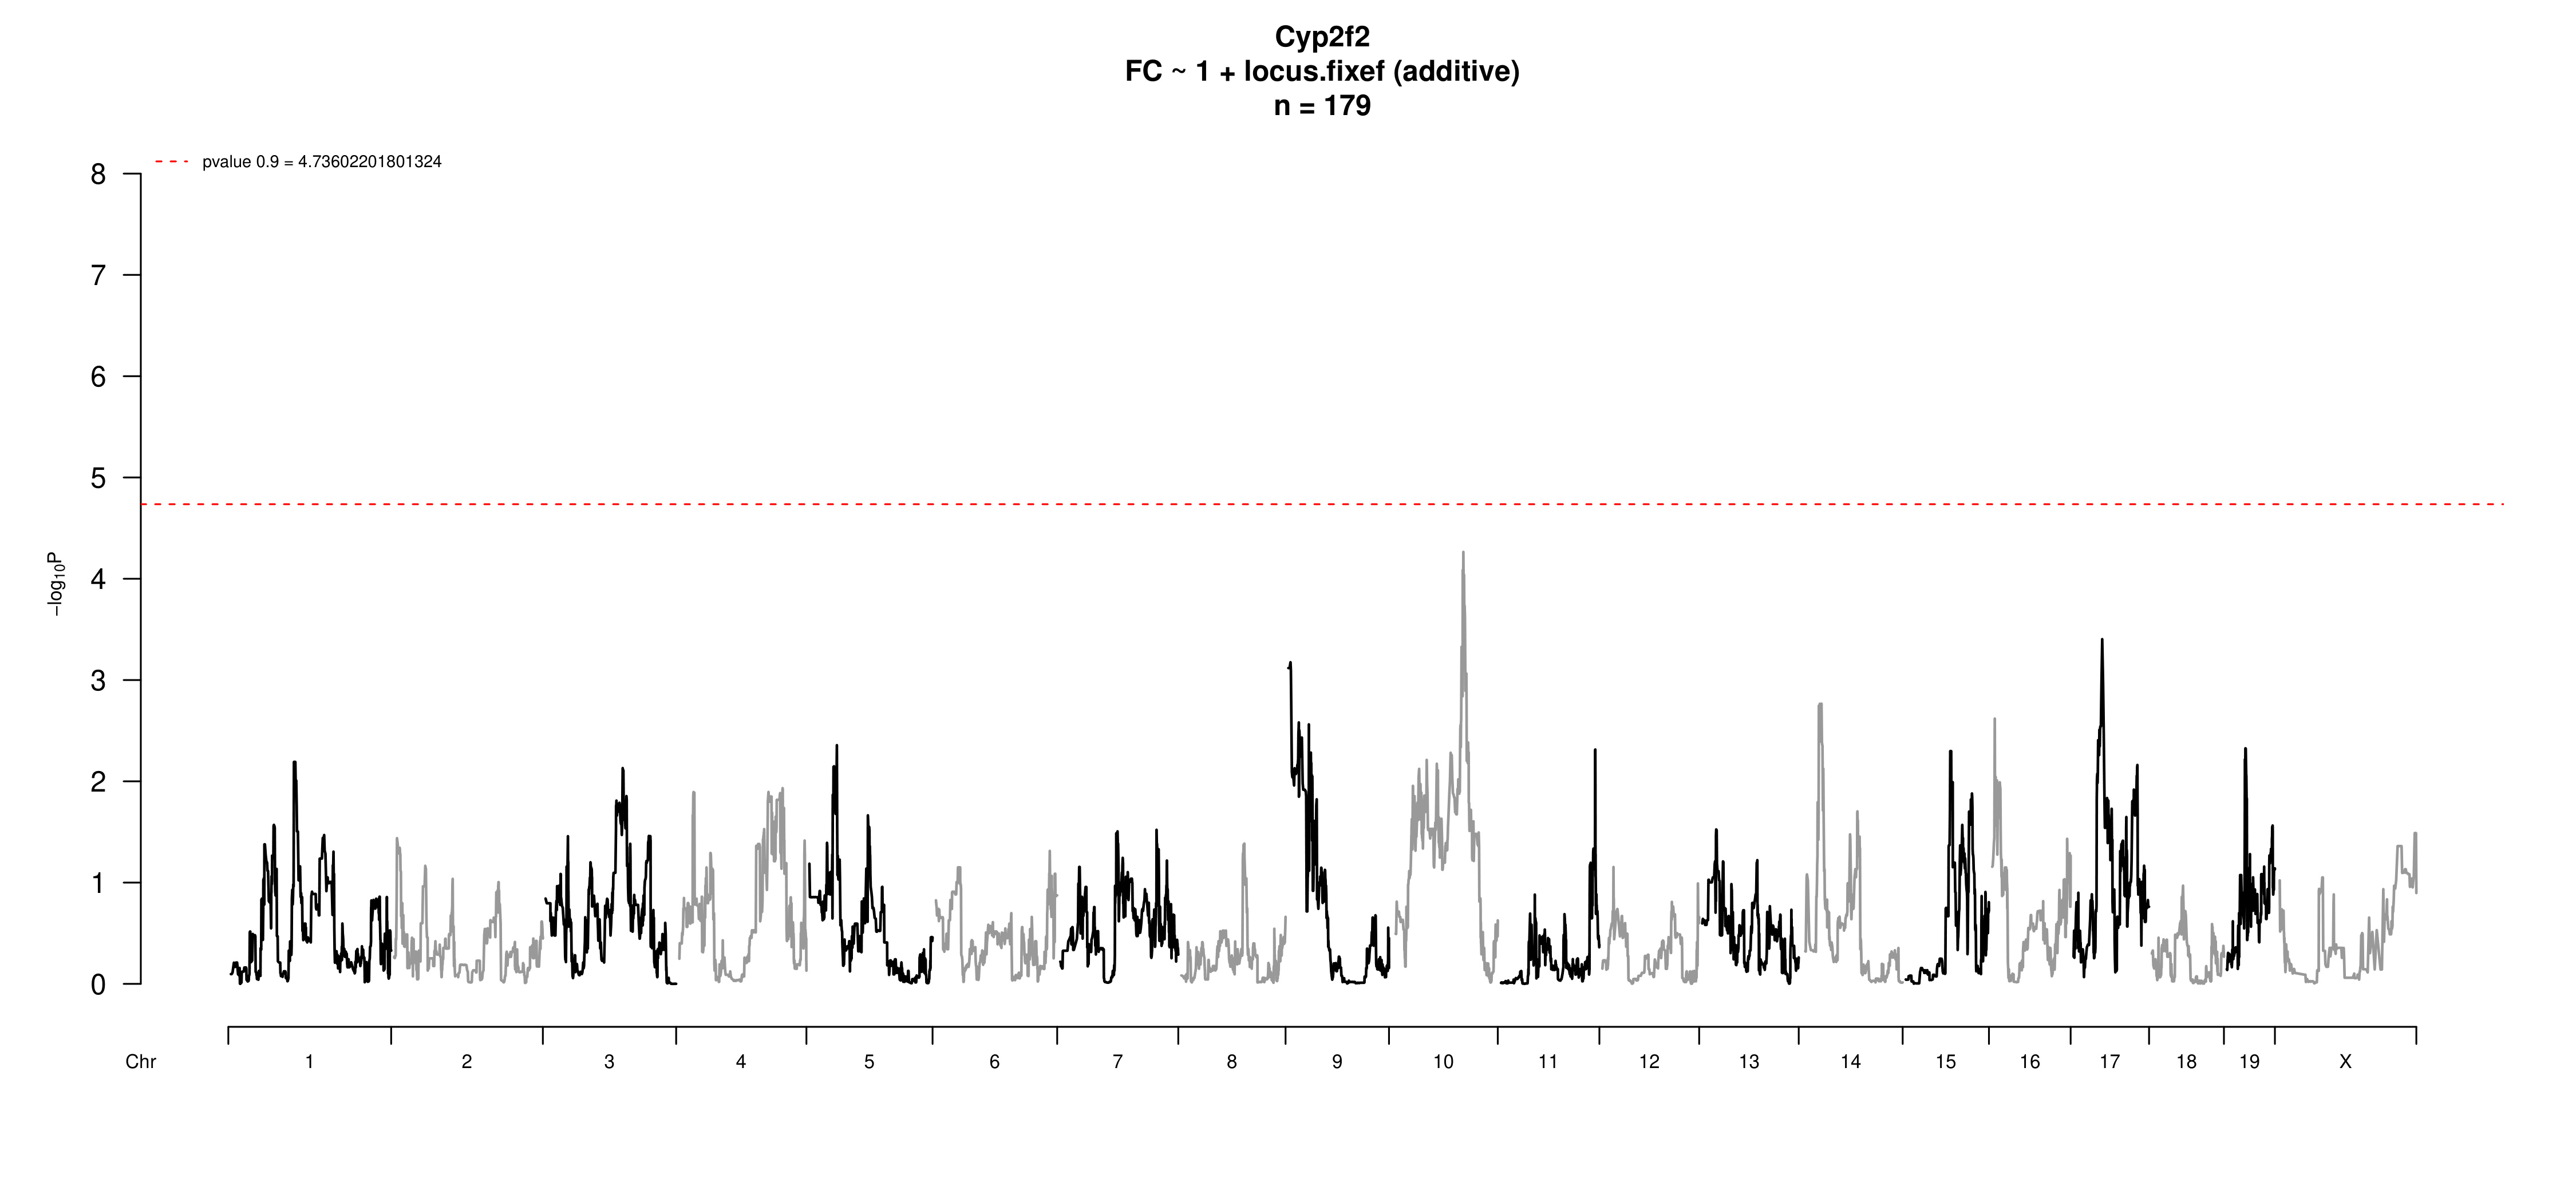 Cyp2f2
FC ~ 1 + locus.fixef (additive)
n = 179
pvalue 0.9 = 4.73602201801324
8
7
6
5
4
3
2
1
0
−log10P
Chr 1 2 3 4 5 6 7 8 9 10 11 12 13 14 15 16 17 18 19 X